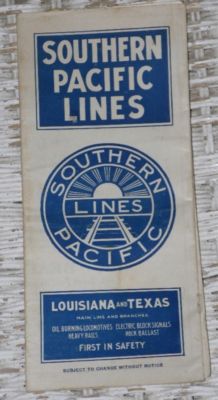 SOUTHERN
PACIFIC
LINES
SOUTHERN
LINES
PACIFIC
LOUISIANA AND TEXAS
MAIN LINE AND BRANCHES
OIL BURNING LOCOMOTIVES ELECTRIC BLOCK SIGNALS
HEAVY RAILS ROCK BALLAST
FIRST IN SAFETY
SUBJECT TO CHANGE WITHOUT NOTICE